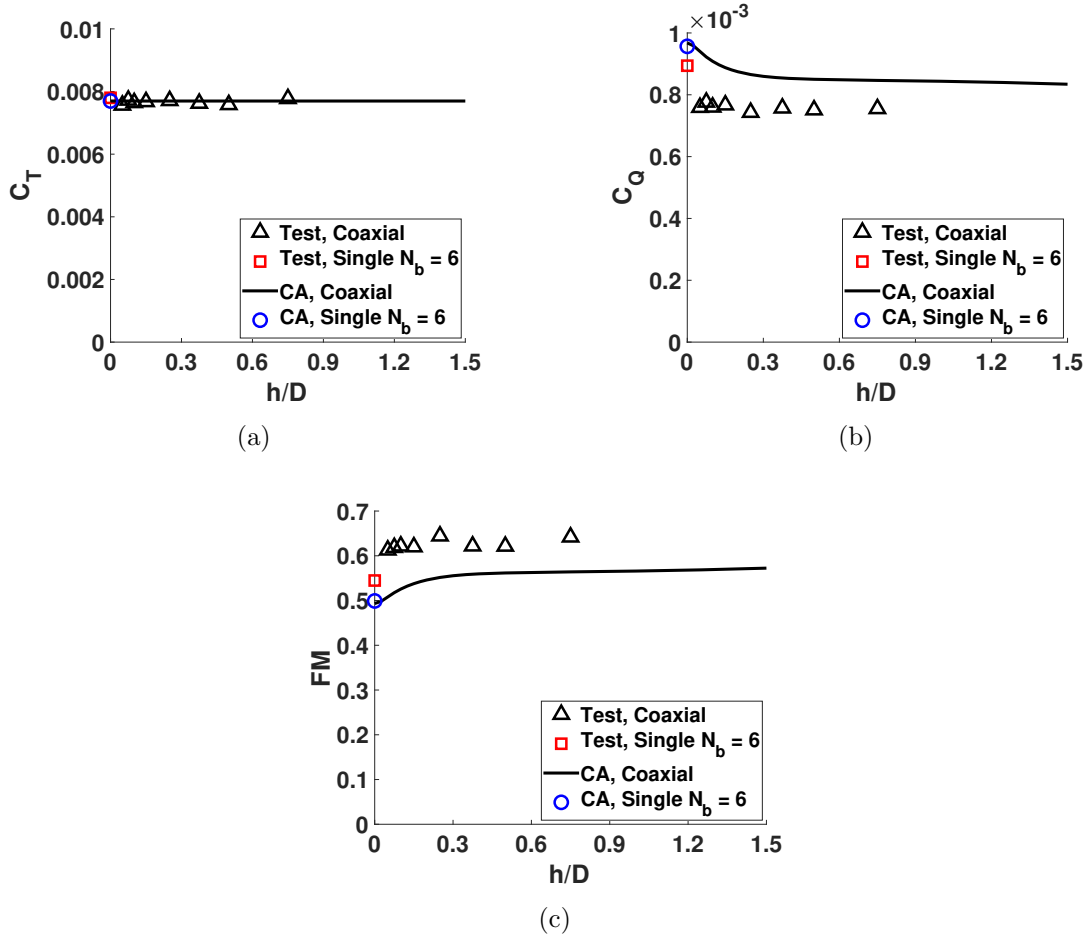 0.01
0.008
0.006
0.004
0.002
0
C_T
0 0.3 0.6 0.9 1.2 1.5
h/D
Test, Coaxial
Test, Single N_b = 6
CA, Coaxial
CA, Single N_b = 6
(a)
× 10^-3
1
0.8
0.6
0.4
0.2
0
C_Q
0 0.3 0.6 0.9 1.2 1.5
h/D
Test, Coaxial
Test, Single N_b = 6
CA, Coaxial
CA, Single N_b = 6
(b)
0.7
0.6
0.5
0.4
0.3
0.2
0.1
0
FM
0 0.3 0.6 0.9 1.2 1.5
h/D
Test, Coaxial
Test, Single N_b = 6
CA, Coaxial
CA, Single N_b = 6
(c)